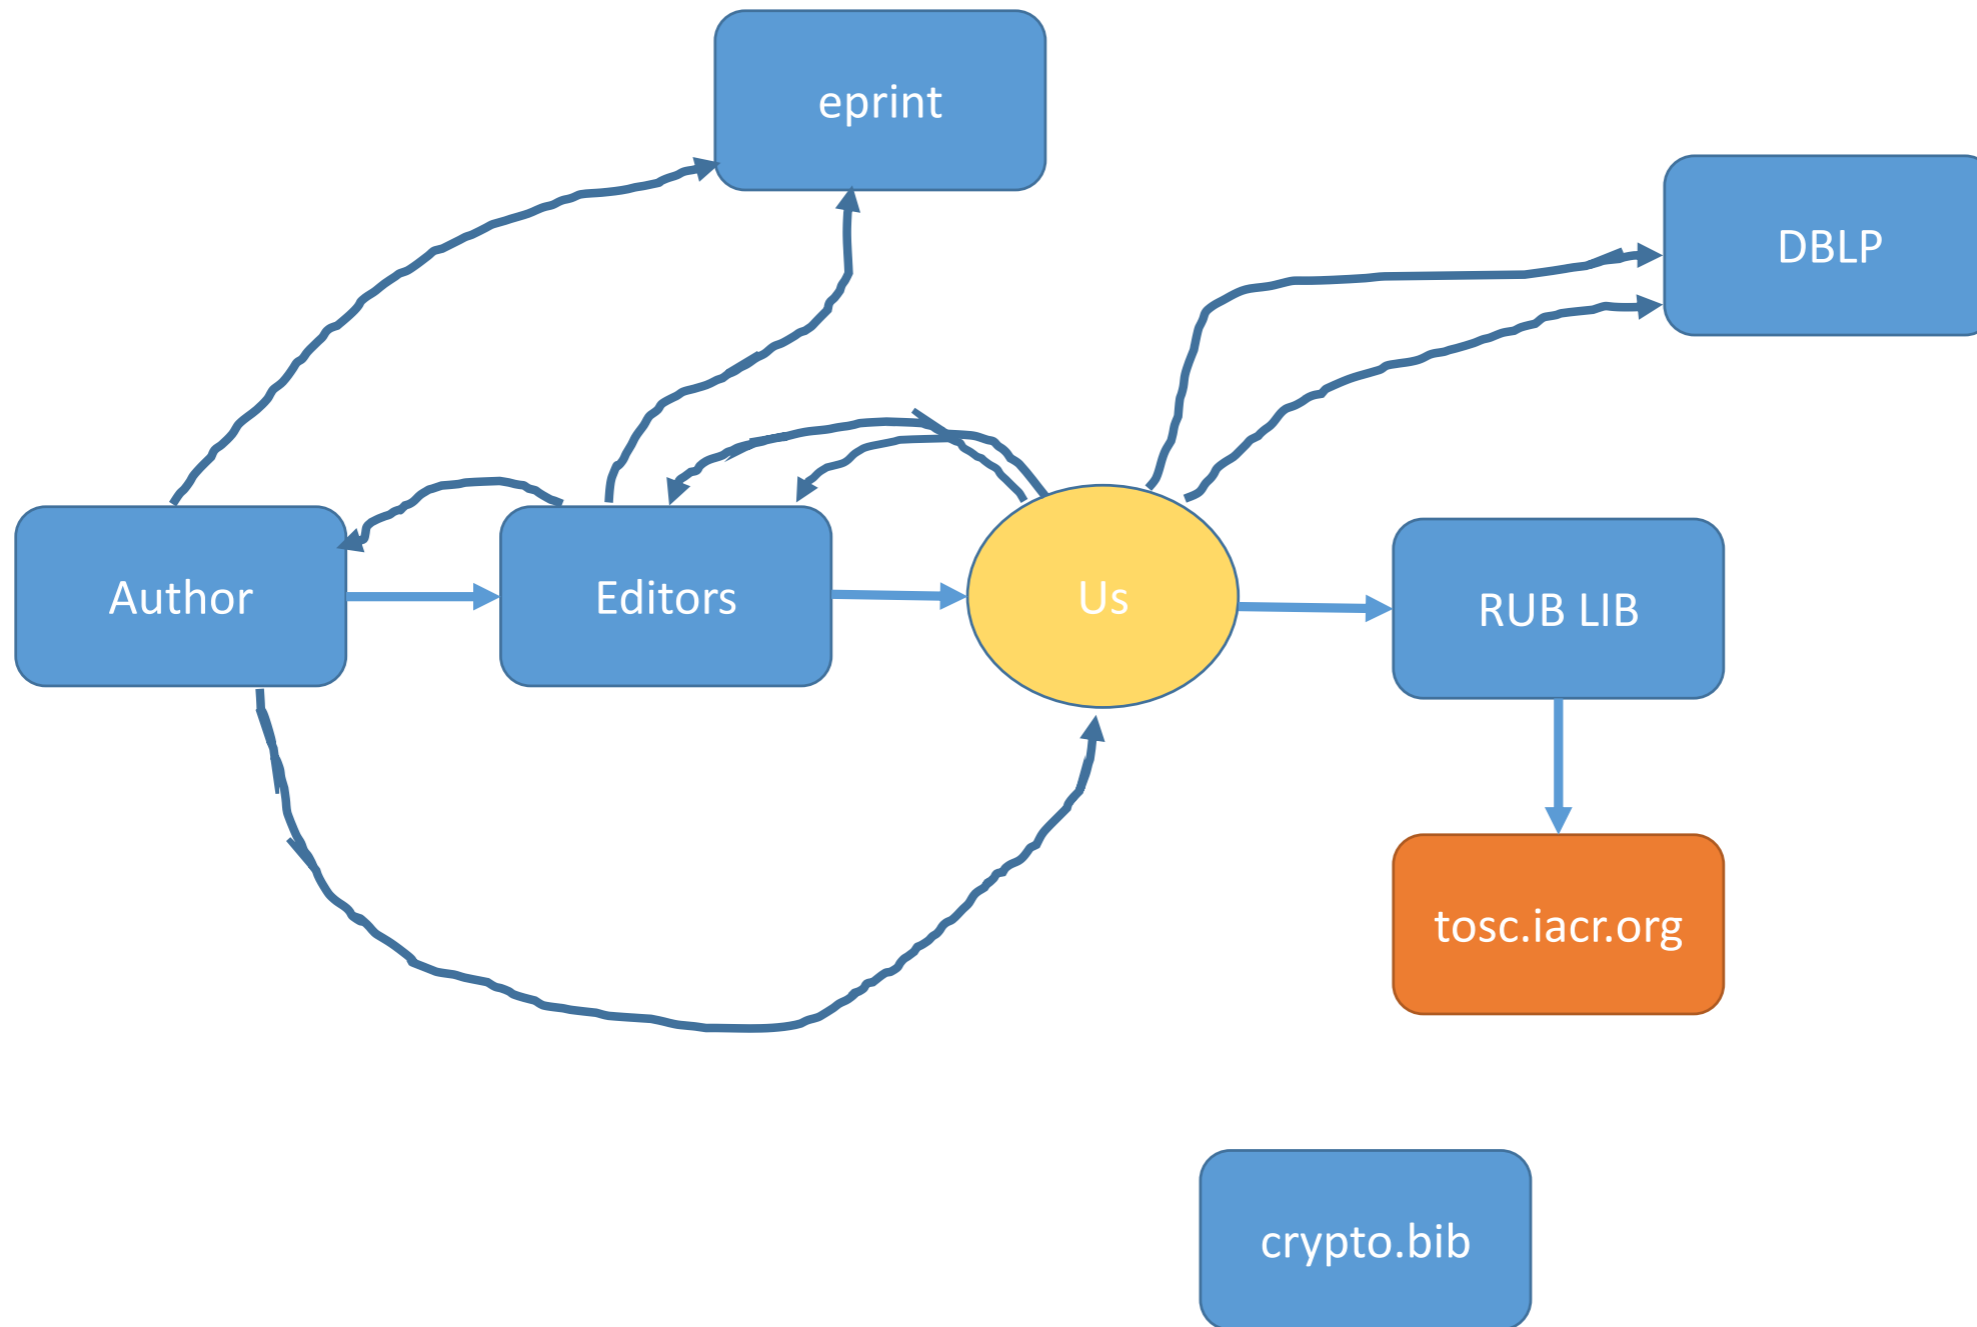 eprint
DBLP
Author
Editors
Us
RUB LIB
tosc.iacr.org
crypto.bib